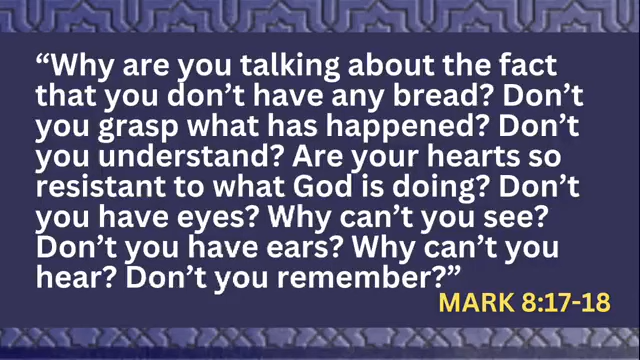 “Why are you talking about the fact
that you don’t have any bread? Don’t
you grasp what has happened? Don’t
you understand? Are your hearts so
resistant to what God is doing? Don’t
you have eyes? Why can’t you see?
Don’t you have ears? Why can’t you
hear? Don’t you remember?”
MARK 8:17-18